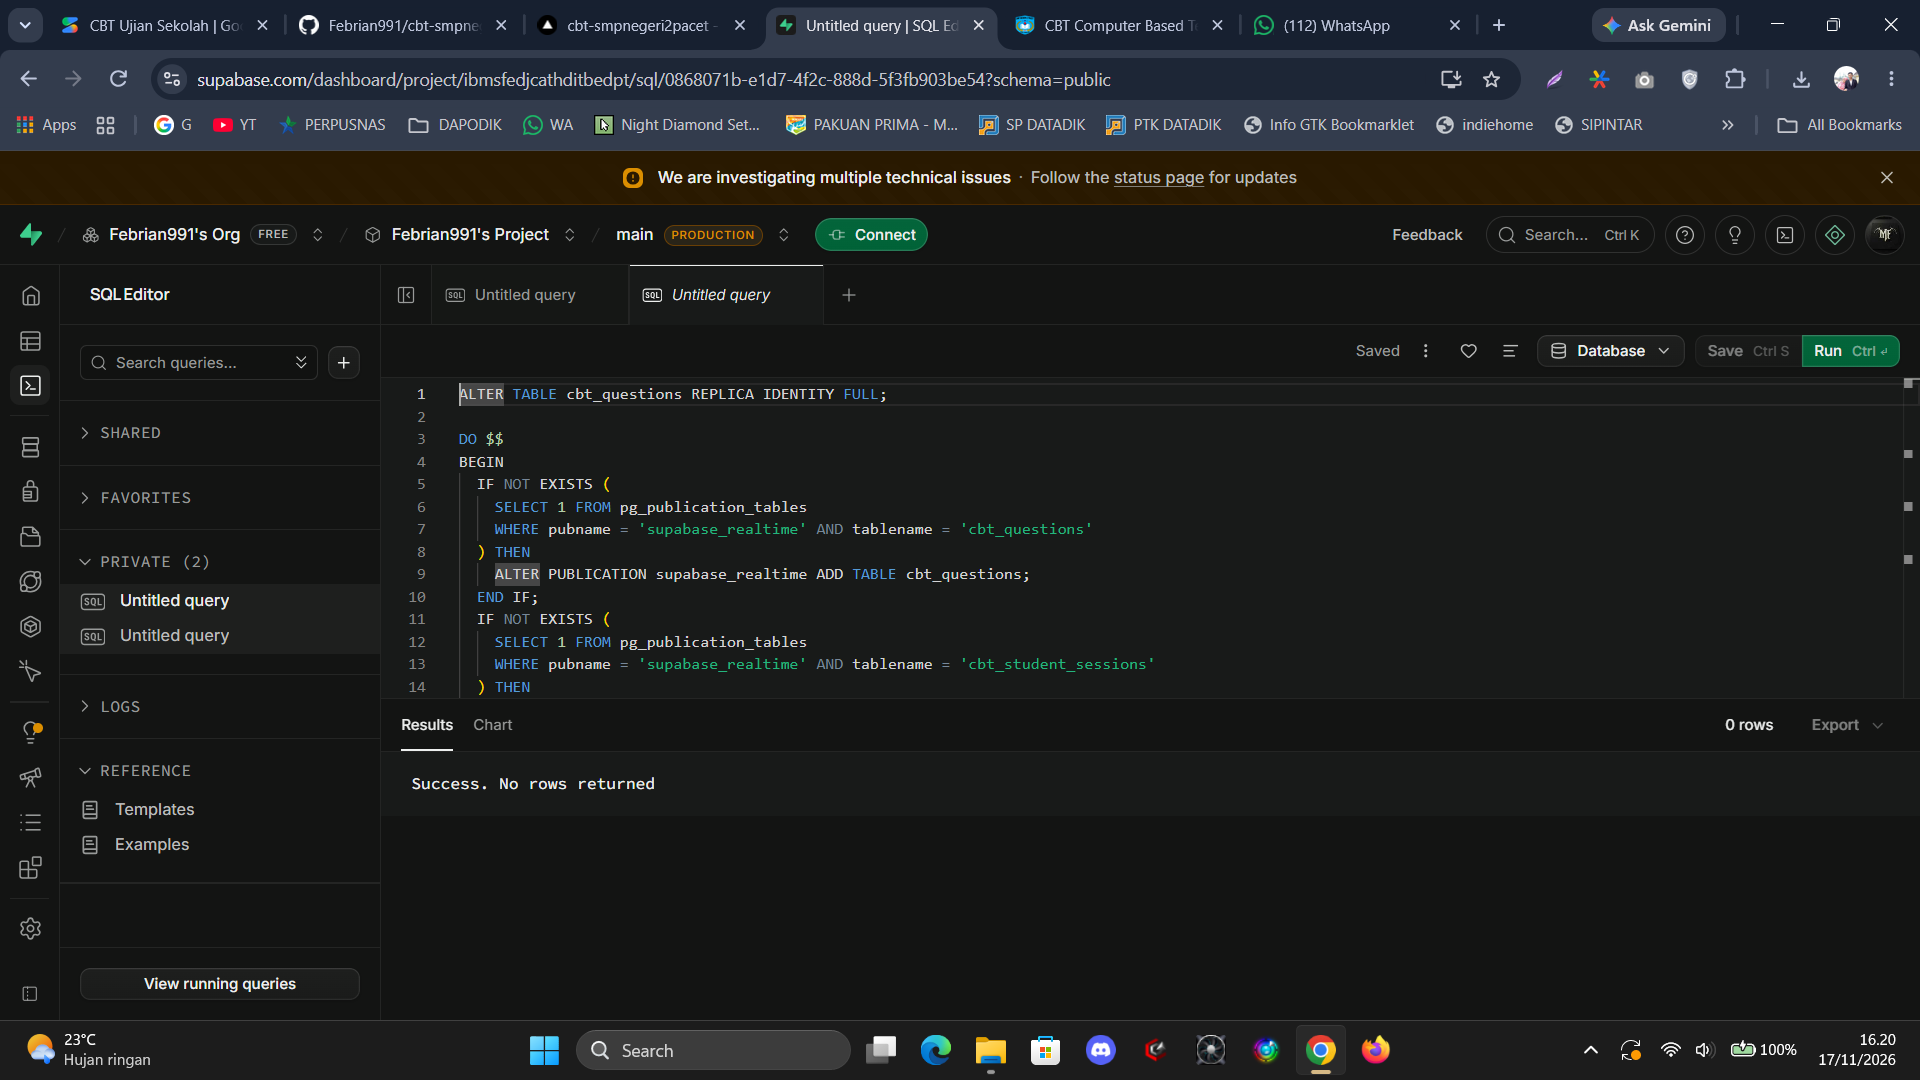 CBT Ujian Sekolah | Go
Febrian991/cbt-smpne
cbt-smpnegeri2pacet -
Untitled query | SQL Ed
CBT Computer Based T
(112) WhatsApp
Ask Gemini
supabase.com/dashboard/project/ibmsfedjcathditbedpt/sql/0868071b-e1d7-4f2c-888d-5f3fb903be54?schema=public
Apps
G
YT
PERPUSNAS
DAPODIK
WA
Night Diamond Set...
PAKUAN PRIMA - M...
SP DATADIK
PTK DATADIK
Info GTK Bookmarklet
indiehome
SIPINTAR
All Bookmarks
We are investigating multiple technical issues · Follow the status page for updates
Febrian991's Org FREE
Febrian991's Project
main PRODUCTION
Connect
Feedback
Search... Ctrl K
SQL Editor
SQL Untitled query
SQL Untitled query
Search queries...
Saved
Database
Save Ctrl S
Run Ctrl ↵
SHARED
FAVORITES
PRIVATE (2)
SQL Untitled query
SQL Untitled query
LOGS
REFERENCE
Templates
Examples
View running queries
1 ALTER TABLE cbt_questions REPLICA IDENTITY FULL;
2
3 DO $$
4 BEGIN
5 IF NOT EXISTS (
6 SELECT 1 FROM pg_publication_tables
7 WHERE pubname = 'supabase_realtime' AND tablename = 'cbt_questions'
8 ) THEN
9 ALTER PUBLICATION supabase_realtime ADD TABLE cbt_questions;
10 END IF;
11 IF NOT EXISTS (
12 SELECT 1 FROM pg_publication_tables
13 WHERE pubname = 'supabase_realtime' AND tablename = 'cbt_student_sessions'
14 ) THEN
Results
Chart
0 rows
Export
Success. No rows returned
23°C
Hujan ringan
Search
100%
16.20
17/11/2026